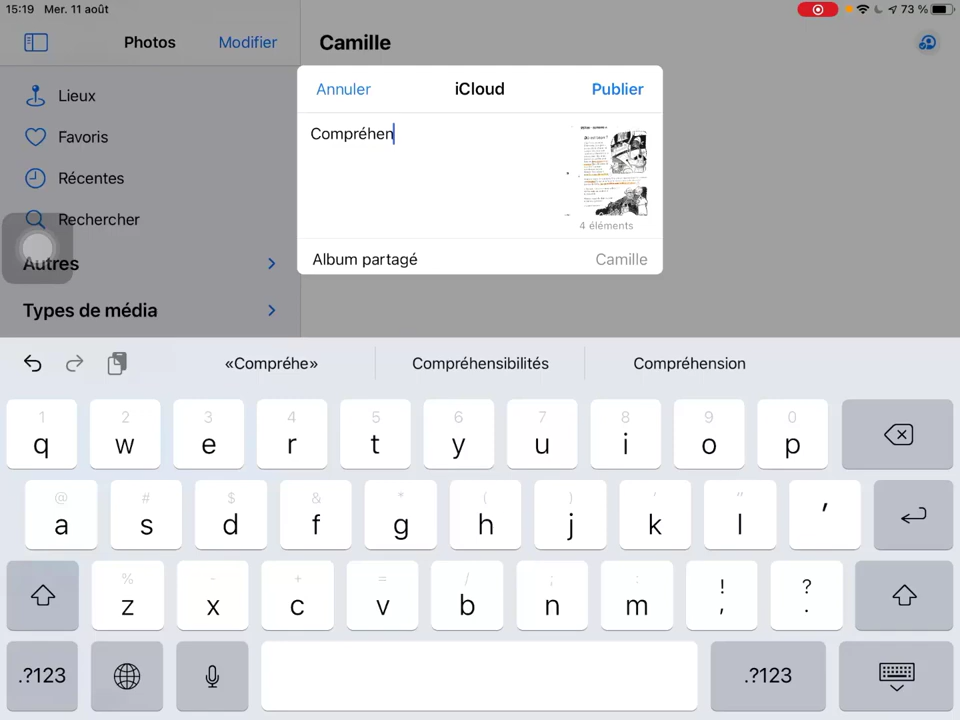 15:19 Mer. 11 août
73 %
Photos
Modifier
Camille
Lieux
Favoris
Récentes
Rechercher
Autres
Types de média
Annuler
iCloud
Publier
Compréhen
4 éléments
Album partagé
Camille
«Compréhe»
Compréhensibilités
Compréhension
1 2 3 4 5 6 7 8 9 0
q w e r t y u i o p
@ # $ & * ( ) ' "
a s d f g h j k l ’
% - + = / ; : ! ?
z x c v b n m , .
.?123
.?123